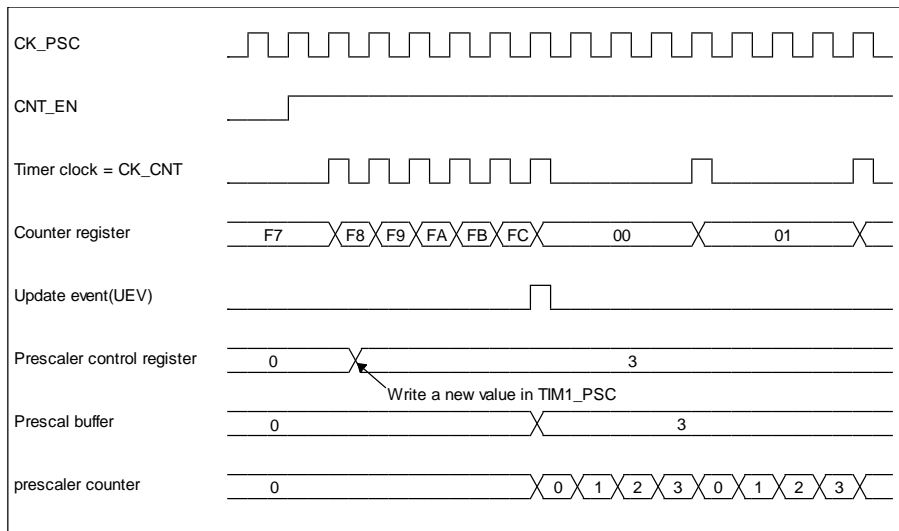 CK_PSC
CNT_EN
Timer clock = CK_CNT
Counter register
F7 F8 F9 FA FB FC 00 01
Update event(UEV)
Prescaler control register
0 3
Write a new value in TIM1_PSC
Prescal buffer
0 3
prescaler counter
0 0 1 2 3 0 1 2 3